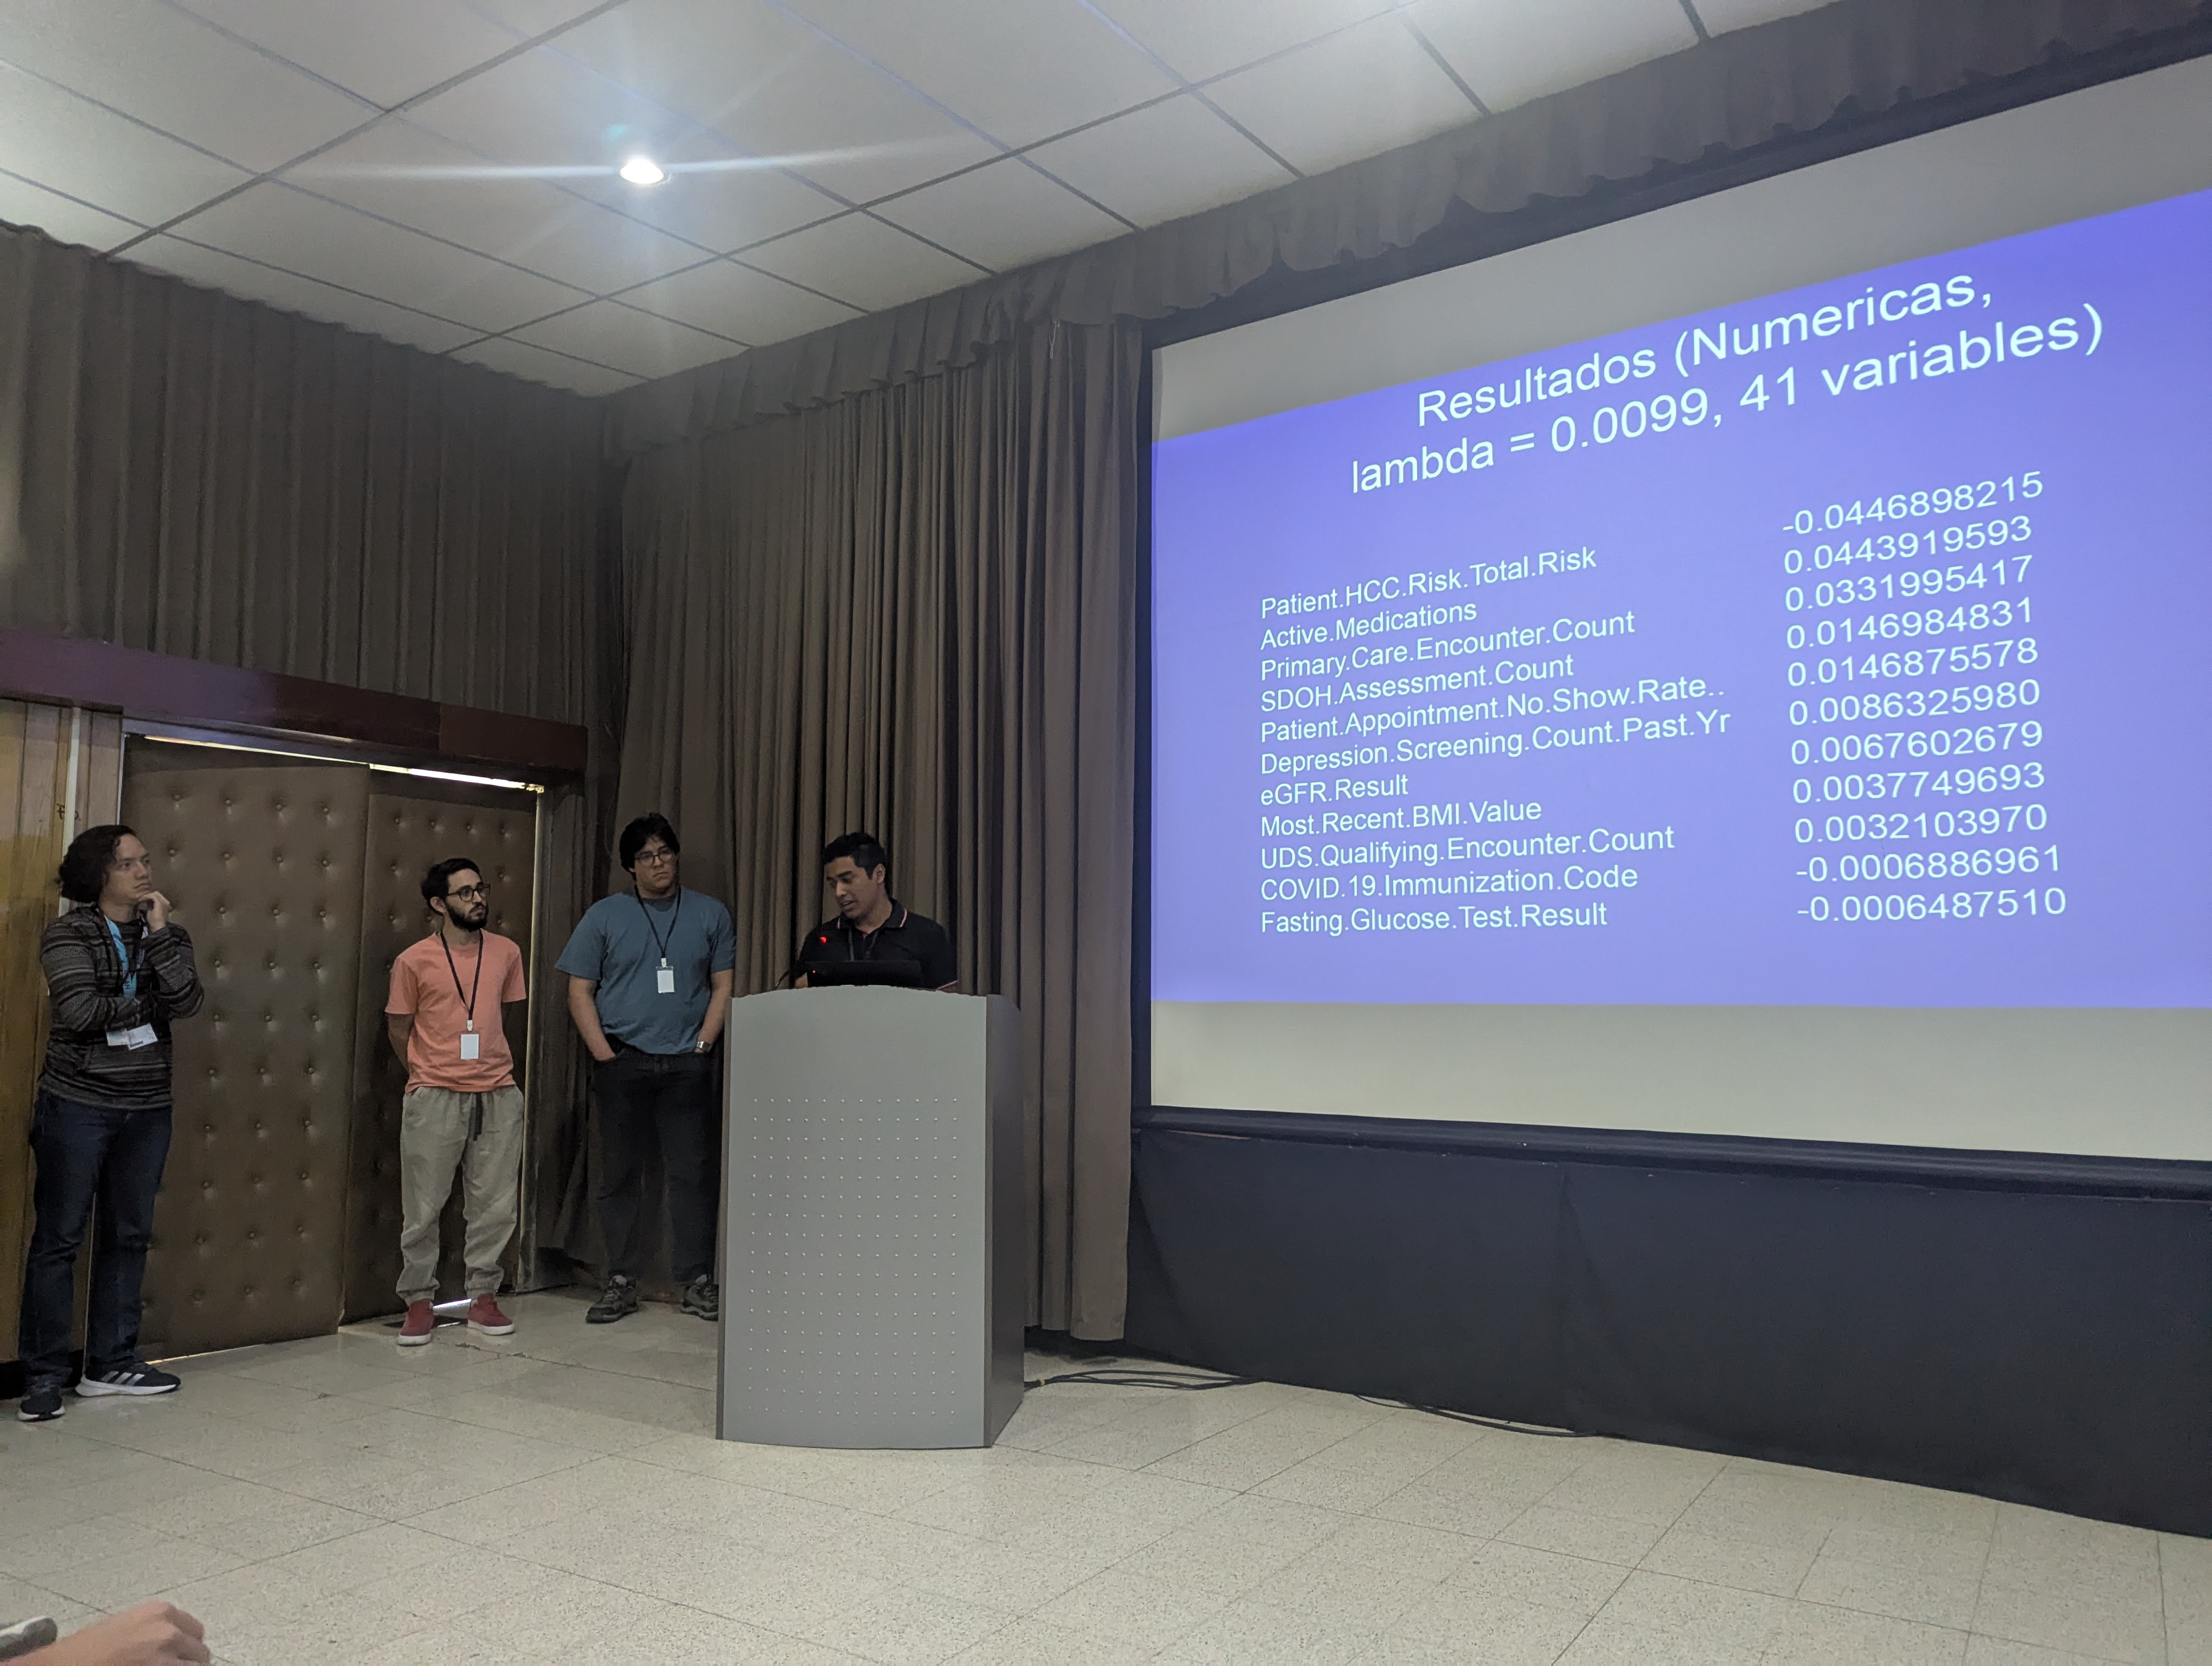 Resultados (Numericas,
lambda = 0.0099, 41 variables)
Patient.HCC.Risk.Total.Risk -0.0446898215
Active.Medications 0.0443919593
Primary.Care.Encounter.Count 0.0331995417
SDOH.Assessment.Count 0.0146984831
Patient.Appointment.No.Show.Rate.. 0.0146875578
Depression.Screening.Count.Past.Yr 0.0086325980
eGFR.Result 0.0067602679
Most.Recent.BMI.Value 0.0037749693
UDS.Qualifying.Encounter.Count 0.0032103970
COVID.19.Immunization.Code -0.0006886961
Fasting.Glucose.Test.Result -0.0006487510